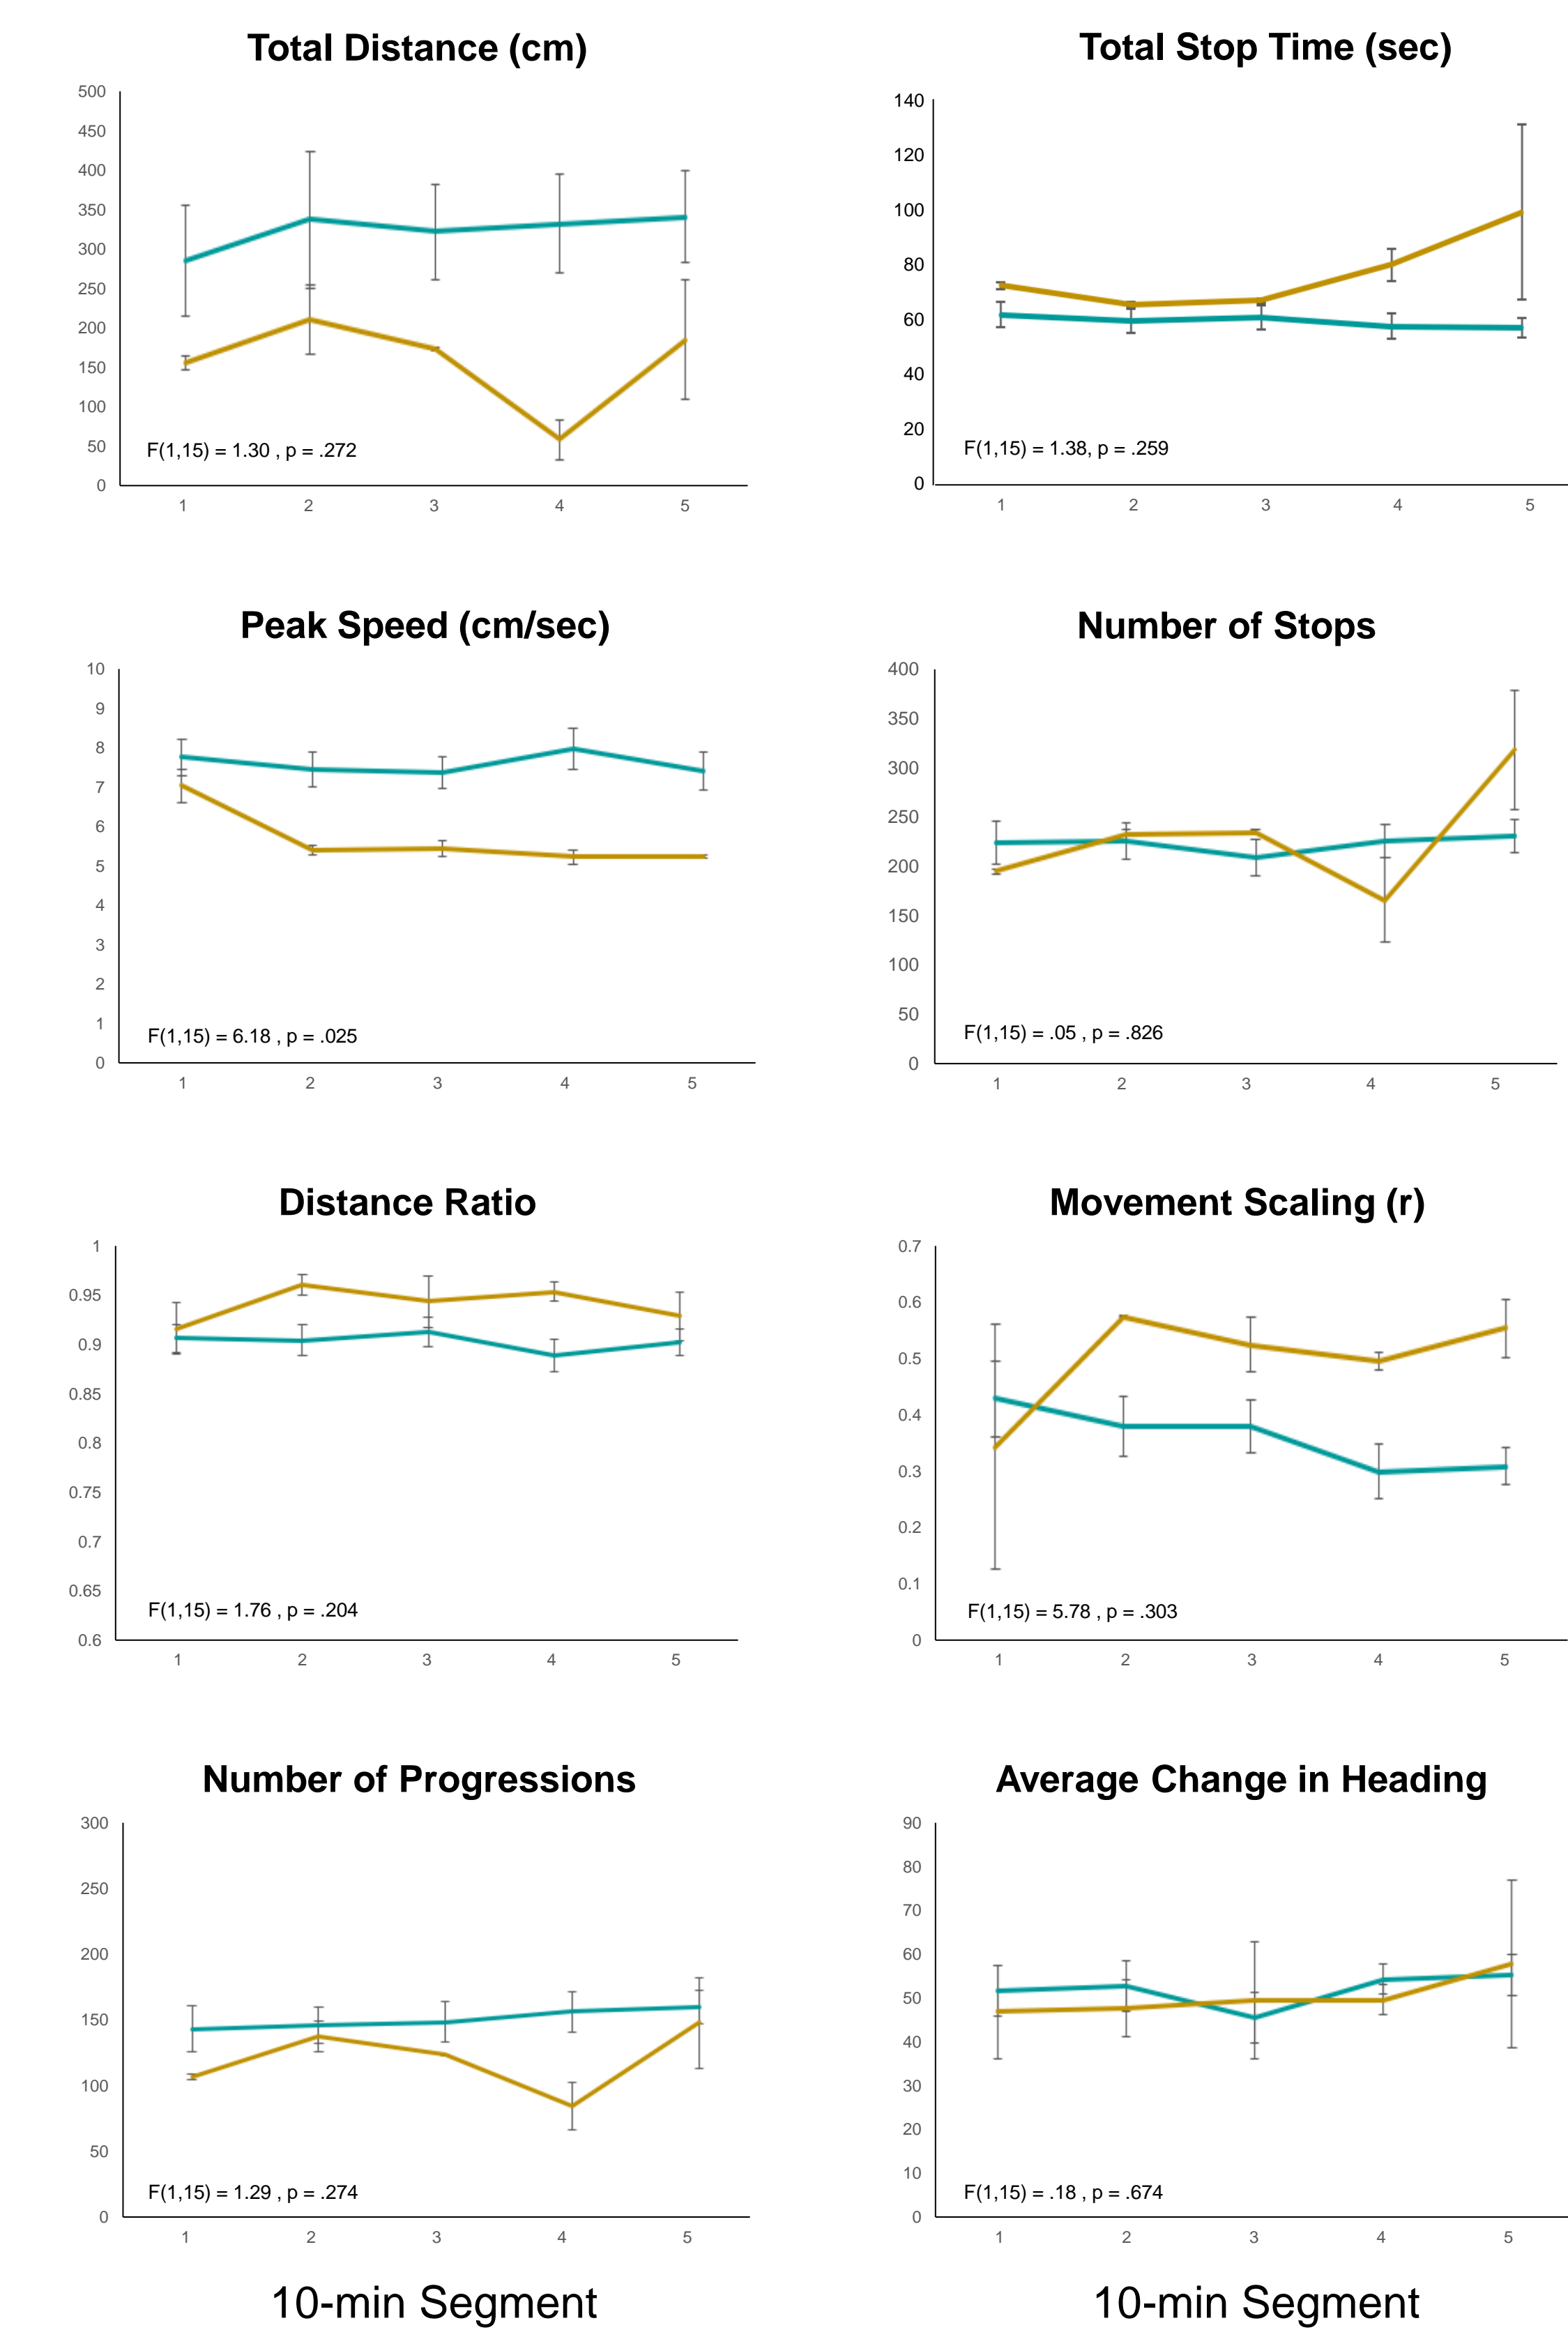 Total Distance (cm)
500
450
400
350
300
250
200
150
100
50
0
F(1,15) = 1.30 , p = .272
1 2 3 4 5
Total Stop Time (sec)
140
120
100
80
60
40
20
0
F(1,15) = 1.38, p = .259
1 2 3 4 5
Peak Speed (cm/sec)
10
9
8
7
6
5
4
3
2
1
0
F(1,15) = 6.18 , p = .025
1 2 3 4 5
Number of Stops
400
350
300
250
200
150
100
50
0
F(1,15) = .05 , p = .826
1 2 3 4 5
Distance Ratio
1
0.95
0.9
0.85
0.8
0.75
0.7
0.65
0.6
F(1,15) = 1.76 , p = .204
1 2 3 4 5
Movement Scaling (r)
0.7
0.6
0.5
0.4
0.3
0.2
0.1
0
F(1,15) = 5.78 , p = .303
1 2 3 4 5
Number of Progressions
300
250
200
150
100
50
0
F(1,15) = 1.29 , p = .274
1 2 3 4 5
10-min Segment
Average Change in Heading
90
80
70
60
50
40
30
20
10
0
F(1,15) = .18 , p = .674
1 2 3 4 5
10-min Segment